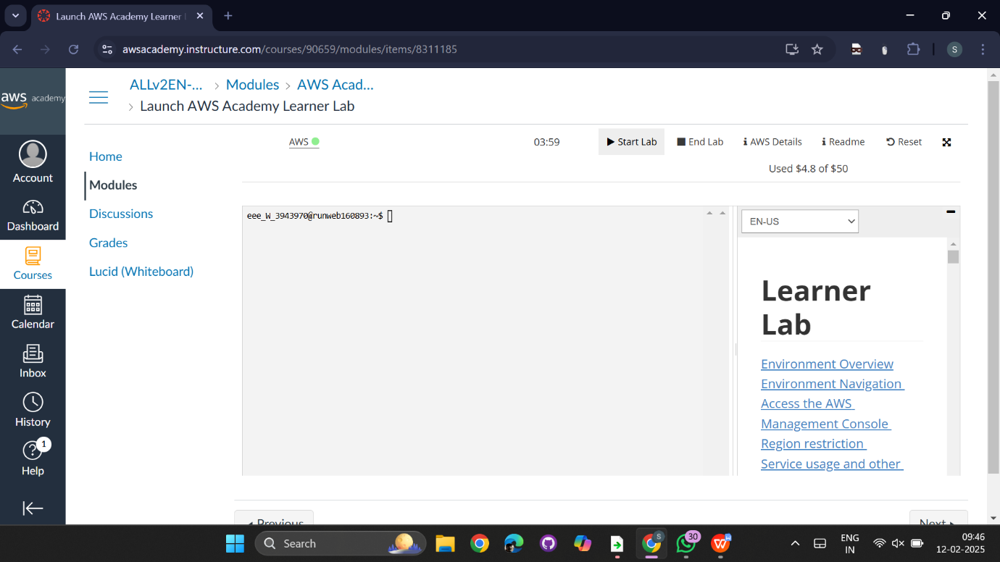 Launch AWS Academy Learner
awsacademy.instructure.com/courses/90659/modules/items/8311185
S
aws academy
ALLv2EN-... > Modules > AWS Acad...
> Launch AWS Academy Learner Lab
Account
Dashboard
Courses
Calendar
Inbox
History
1
Help
Home
Modules
Discussions
Grades
Lucid (Whiteboard)
AWS
03:59
Start Lab
End Lab
AWS Details
Readme
Reset
Used $4.8 of $50
eee_W_3943970@runweb160893:~$
EN-US
Learner
Lab
Environment Overview
Environment Navigation
Access the AWS
Management Console
Region restriction
Service usage and other
Previous
Next
Search
S
30
W
ENG
IN
09:46
12-02-2025